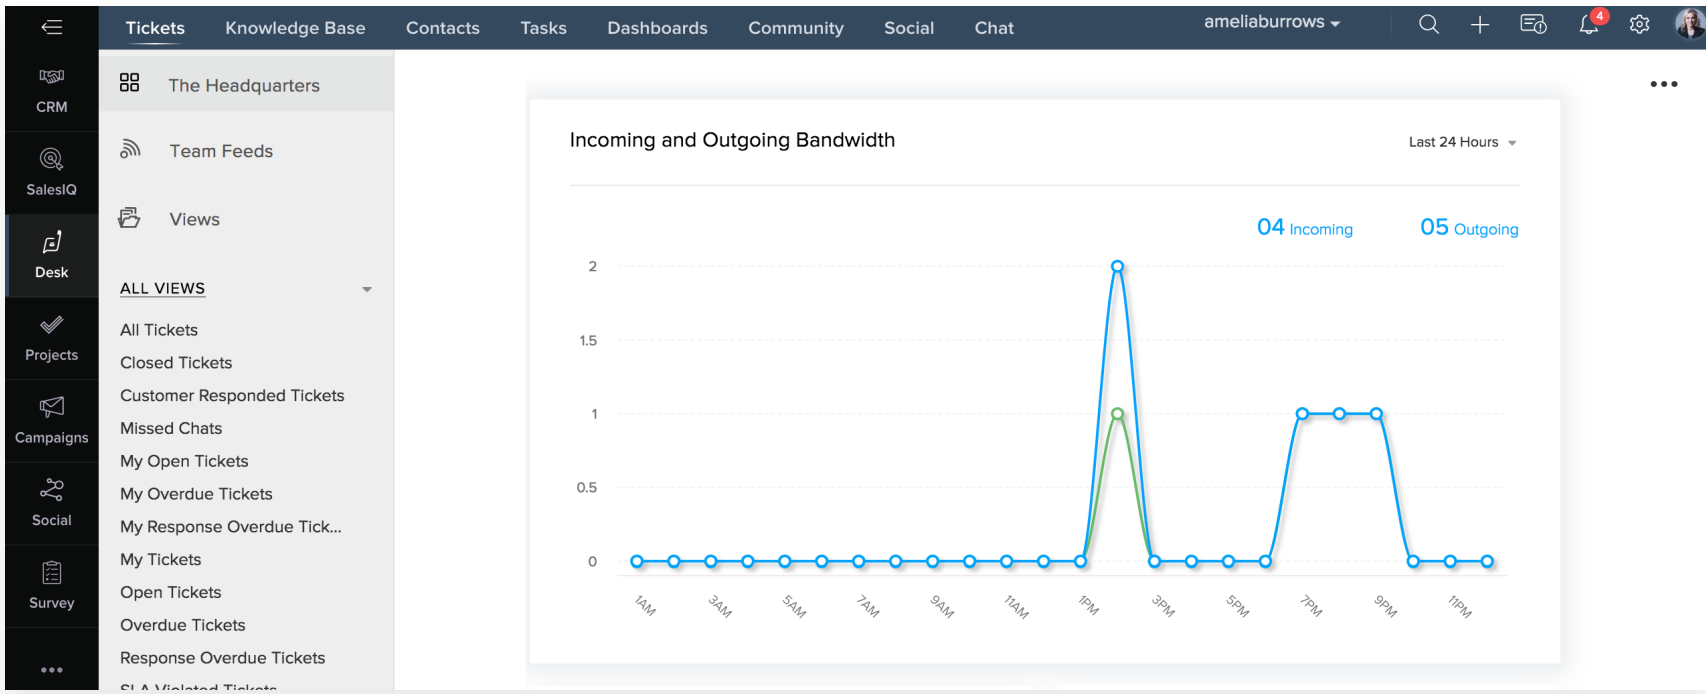 Tickets Knowledge Base Contacts Tasks Dashboards Community Social Chat ameliaburrows 4
CRM
SalesIQ
Desk
Projects
Campaigns
Social
Survey
The Headquarters
Team Feeds
Views
ALL VIEWS
All Tickets
Closed Tickets
Customer Responded Tickets
Missed Chats
My Open Tickets
My Overdue Tickets
My Response Overdue Tick...
My Tickets
Open Tickets
Overdue Tickets
Response Overdue Tickets
SLA Violated Tickets
Incoming and Outgoing Bandwidth
Last 24 Hours
04 Incoming 05 Outgoing
2
1.5
1
0.5
0
1AM 3AM 5AM 7AM 9AM 11AM 1PM 3PM 5PM 7PM 9PM 11PM